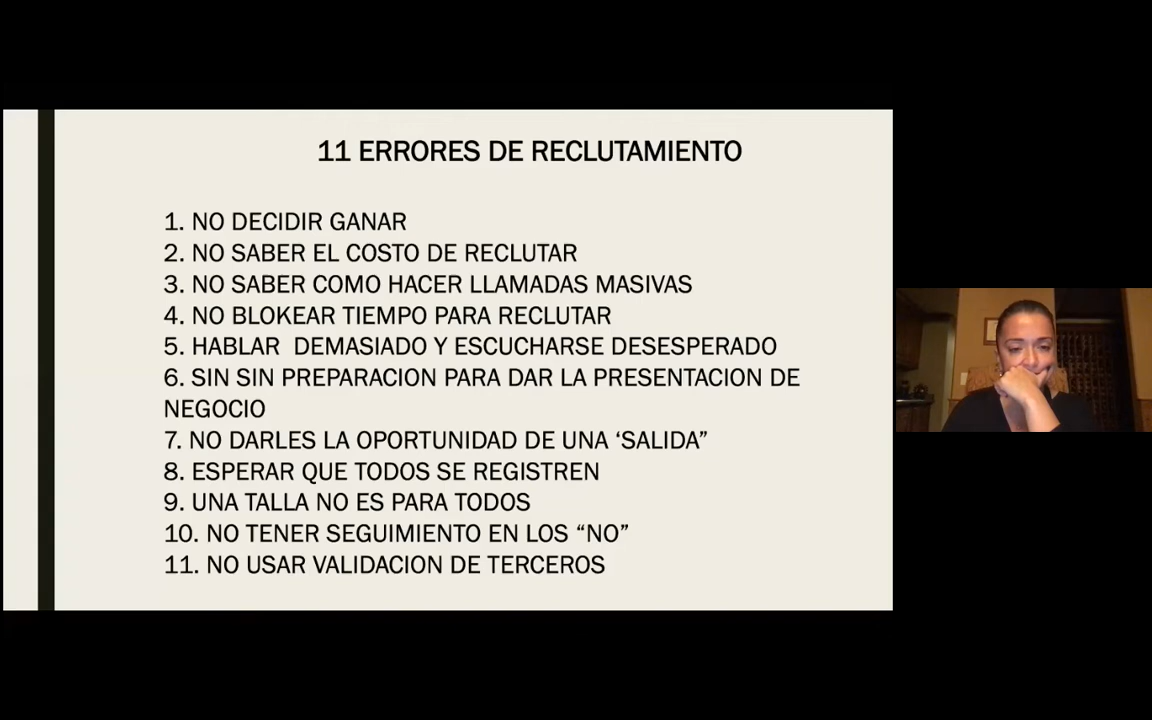 11 ERRORES DE RECLUTAMIENTO
1. NO DECIDIR GANAR
2. NO SABER EL COSTO DE RECLUTAR
3. NO SABER COMO HACER LLAMADAS MASIVAS
4. NO BLOKEAR TIEMPO PARA RECLUTAR
5. HABLAR  DEMASIADO Y ESCUCHARSE DESESPERADO
6. SIN SIN PREPARACION PARA DAR LA PRESENTACION DE
NEGOCIO
7. NO DARLES LA OPORTUNIDAD DE UNA ‘SALIDA”
8. ESPERAR QUE TODOS SE REGISTREN
9. UNA TALLA NO ES PARA TODOS
10. NO TENER SEGUIMIENTO EN LOS “NO”
11. NO USAR VALIDACION DE TERCEROS